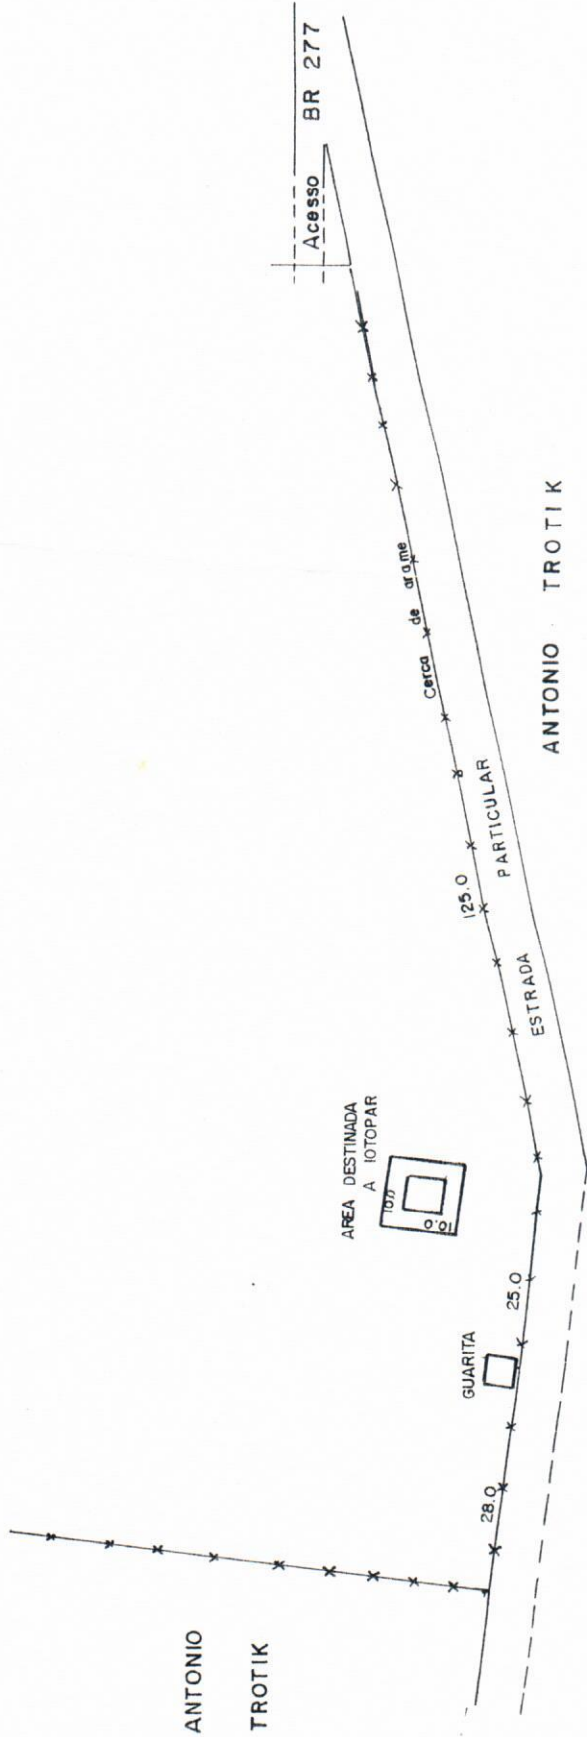 BR 277
Acesso
Cerca de arame
ANTONIO TROTIK
125.0
ESTRADA PARTICULAR
AREA DESTINADA
A IOTOPAR
10.0
10.0
GUARITA
25.0
28.0
ANTONIO
TROTIK